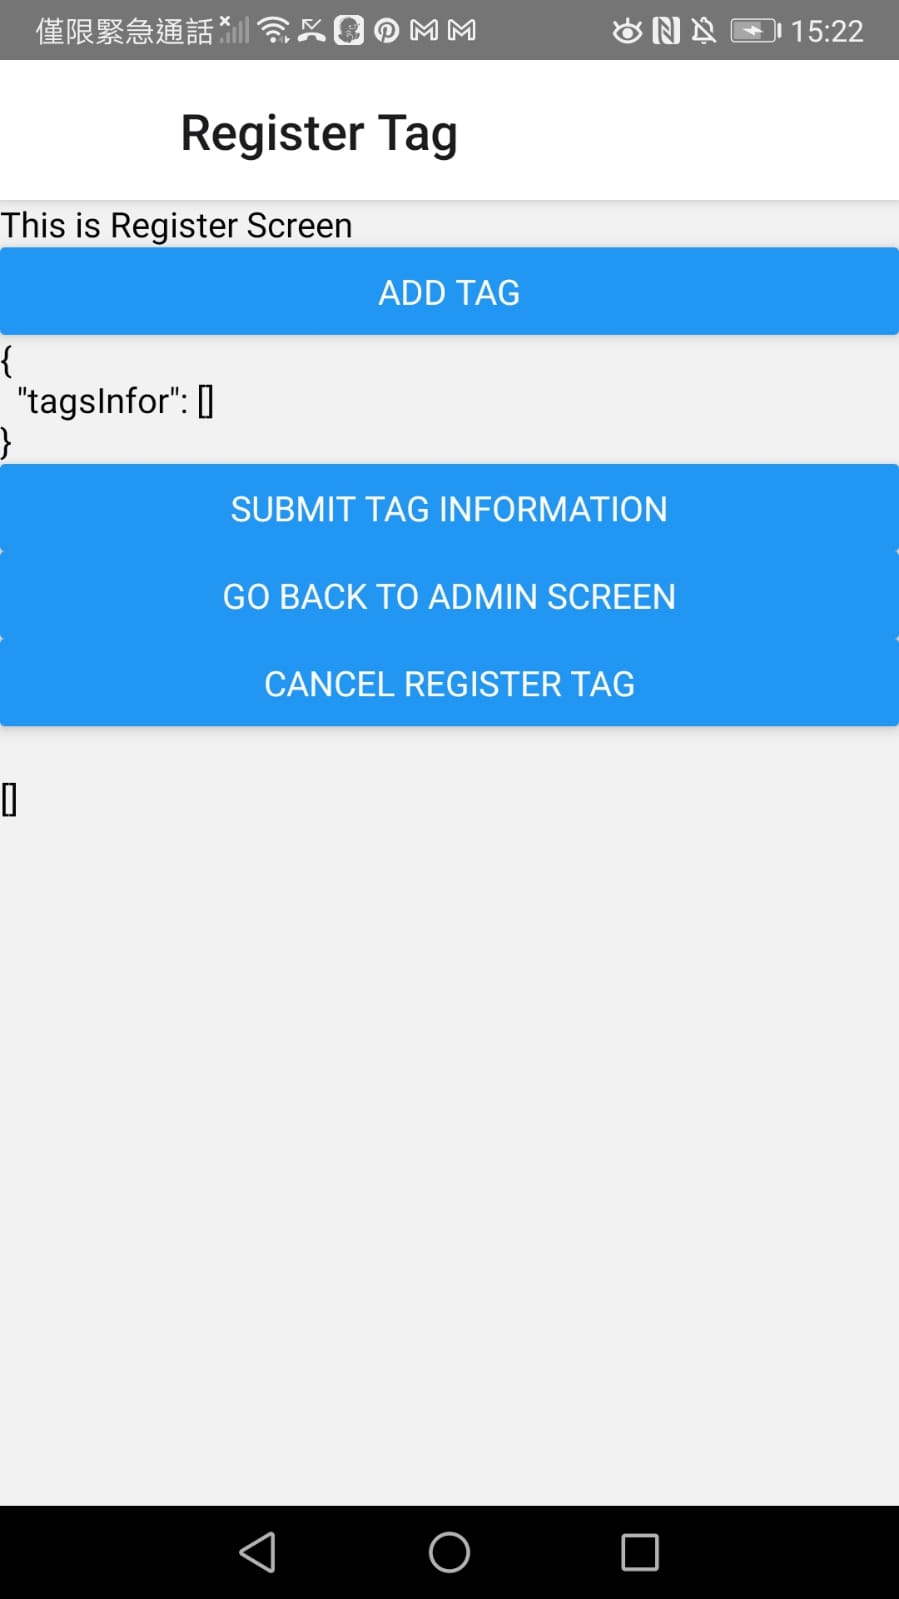 僅限緊急通話 15:22
Register Tag
This is Register Screen
ADD TAG
{
"tagsInfor": []
}
SUBMIT TAG INFORMATION
GO BACK TO ADMIN SCREEN
CANCEL REGISTER TAG
[]